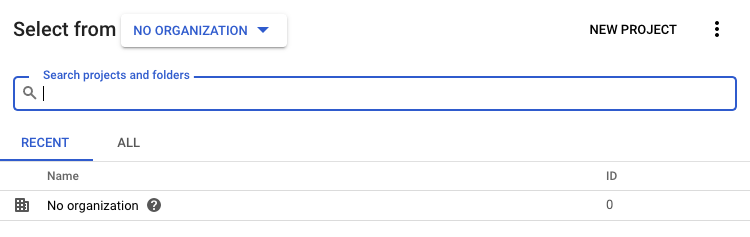 Select from NO ORGANIZATION NEW PROJECT
Search projects and folders
RECENT ALL
Name ID
No organization ? 0